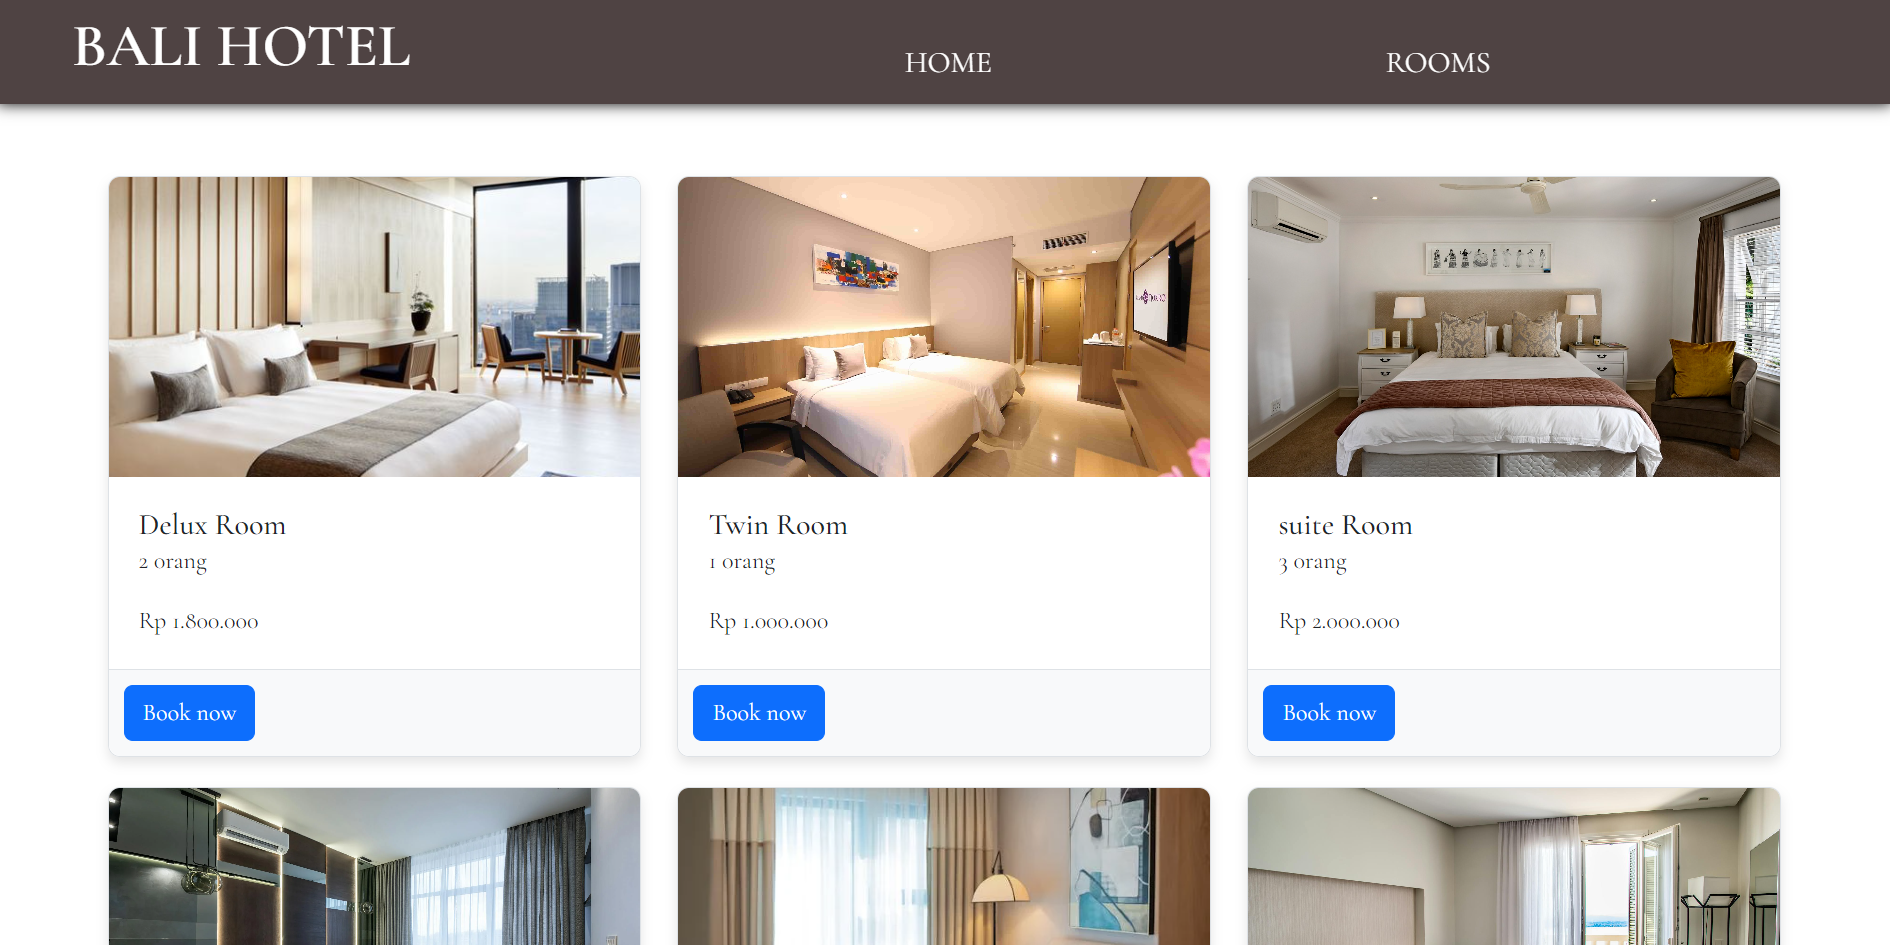 BALI HOTEL
HOME
ROOMS
Delux Room
2 orang
Rp 1.800.000
Book now
Twin Room
1 orang
Rp 1.000.000
Book now
suite Room
3 orang
Rp 2.000.000
Book now